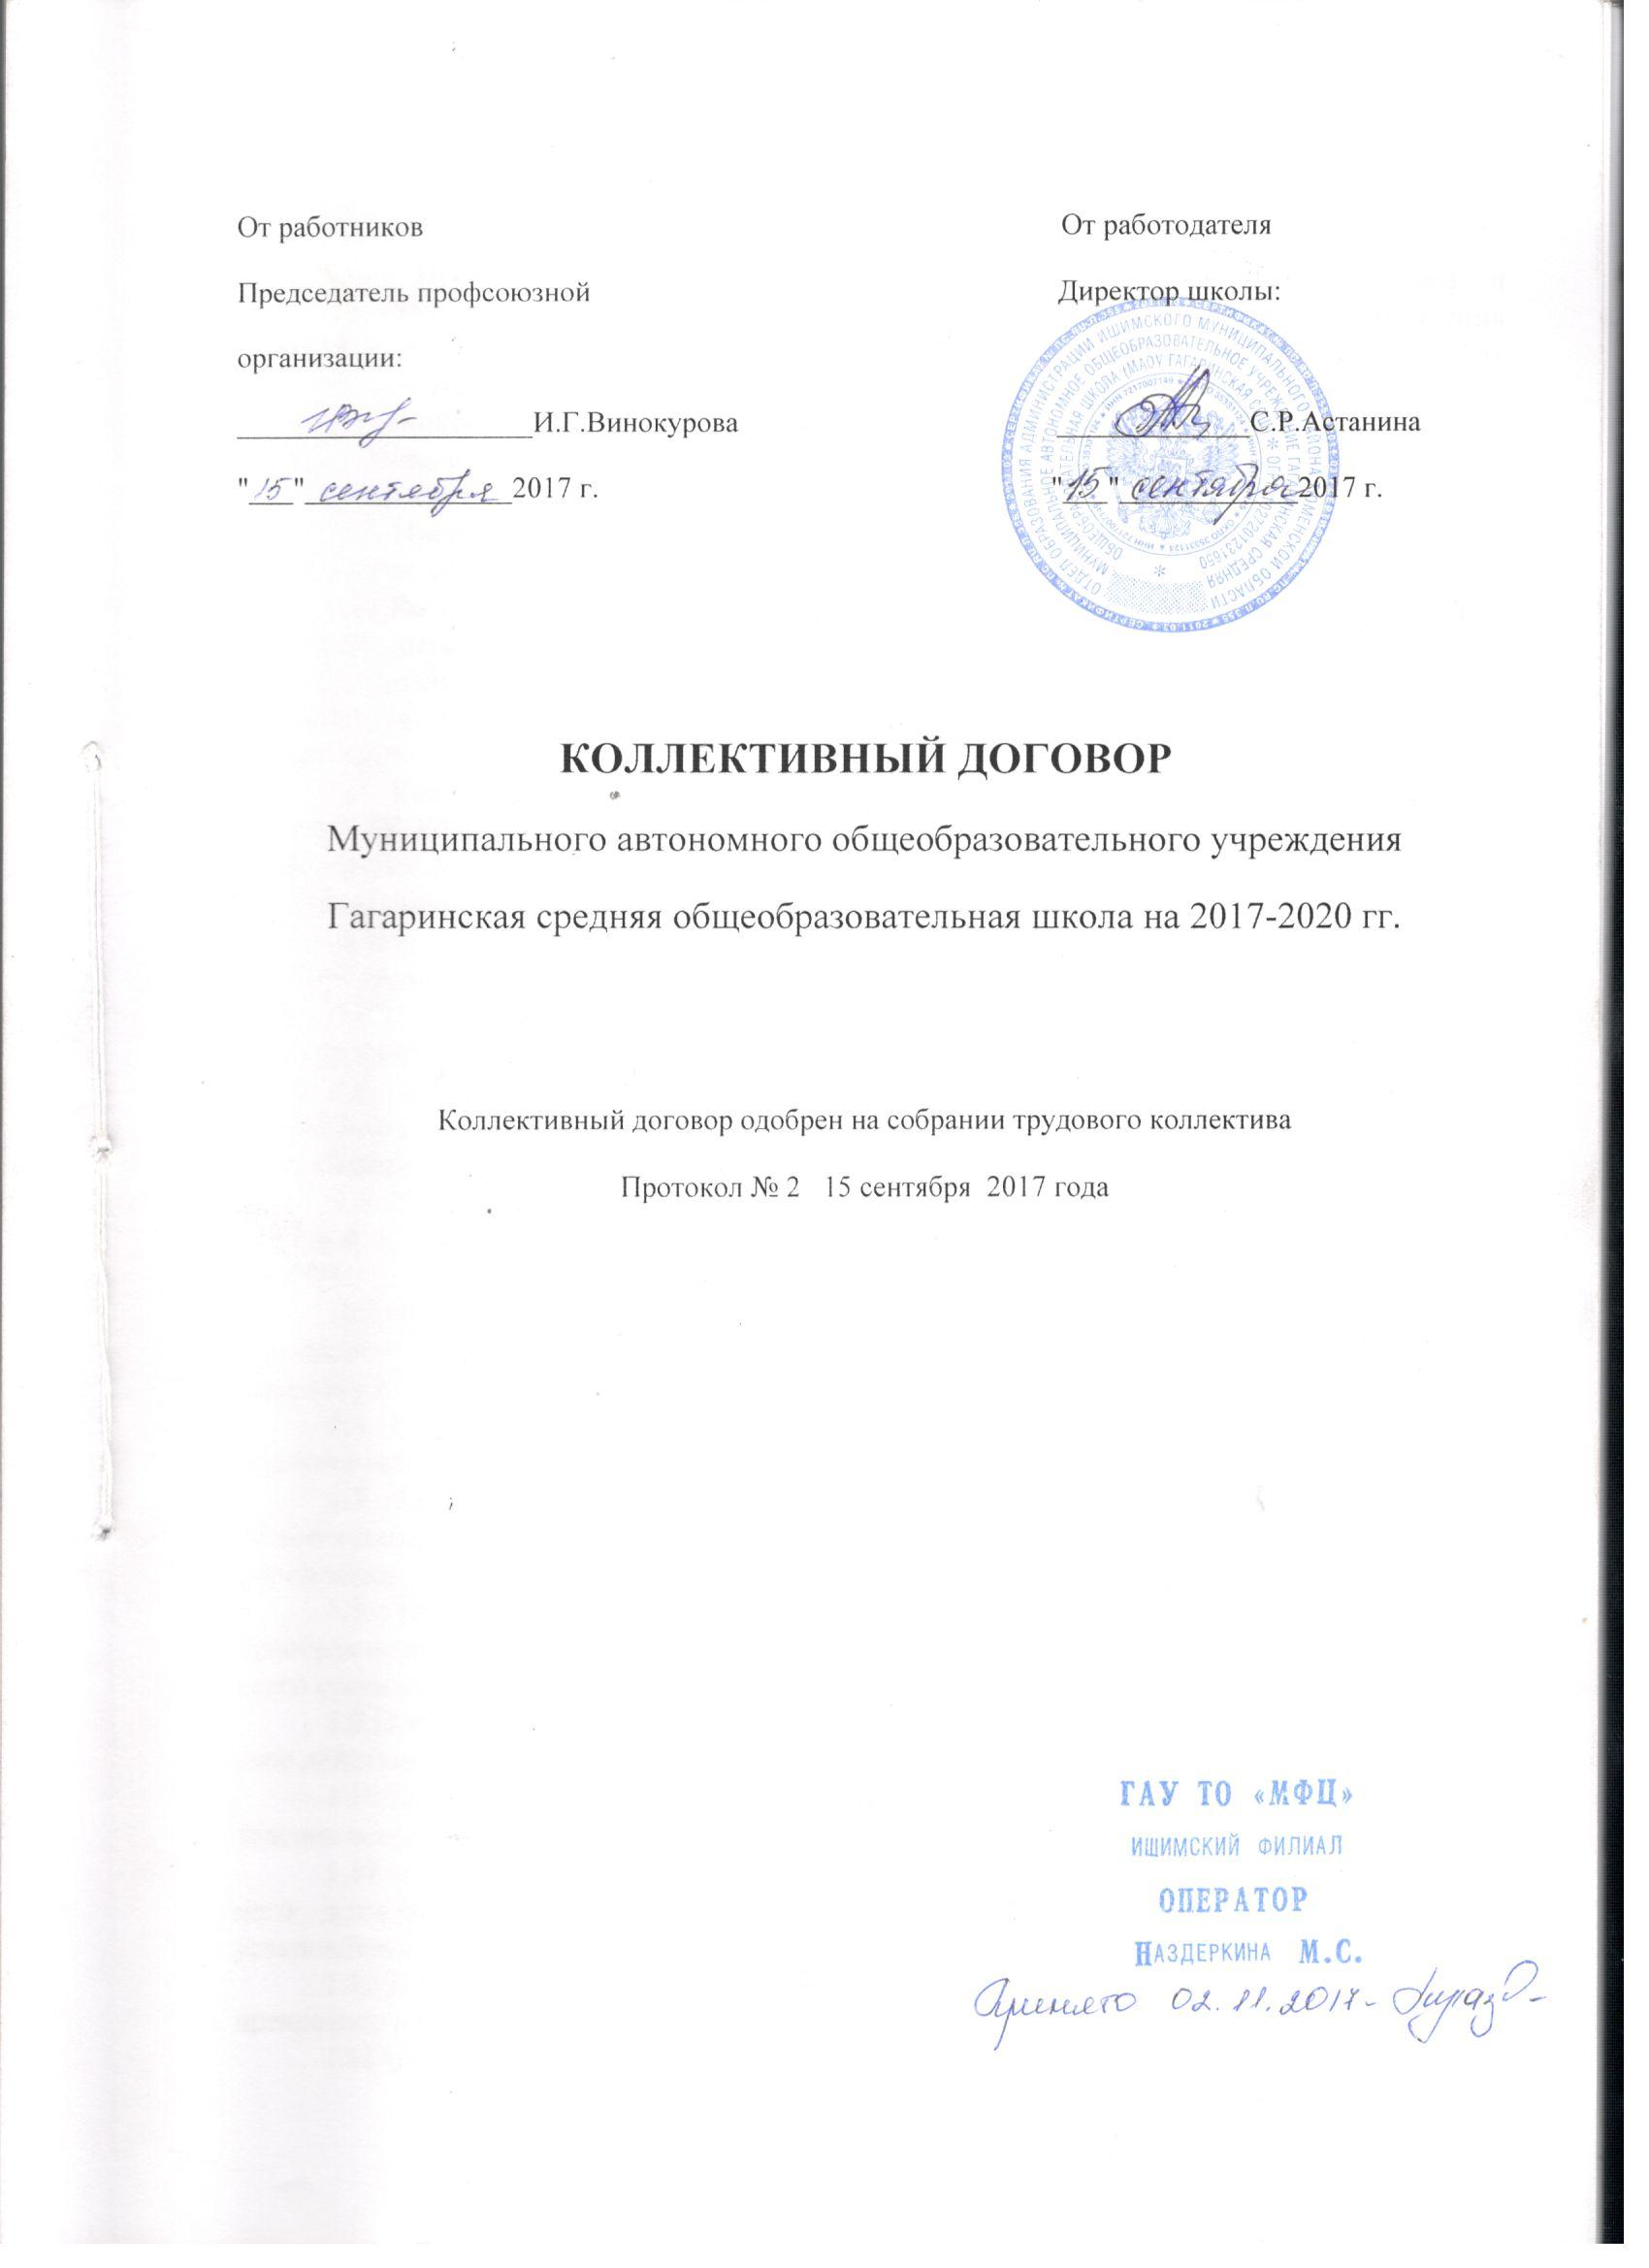 От работников
Председатель профсоюзной
организации:
И.Г.Винокурова
"15" сентября 2017 г.
От работодателя
Директор школы:
С.Р.Астанина
"15" сентября 2017 г.
КОЛЛЕКТИВНЫЙ ДОГОВОР
Муниципального автономного общеобразовательного учреждения
Гагаринская средняя общеобразовательная школа на 2017-2020 гг.
Коллективный договор одобрен на собрании трудового коллектива
Протокол № 2 15 сентября 2017 года
ГАУ ТО «МФЦ»
ИШИМСКИЙ ФИЛИАЛ
ОПЕРАТОР
НАЗДЕРКИНА М.С.
Принято 02.11.2017-